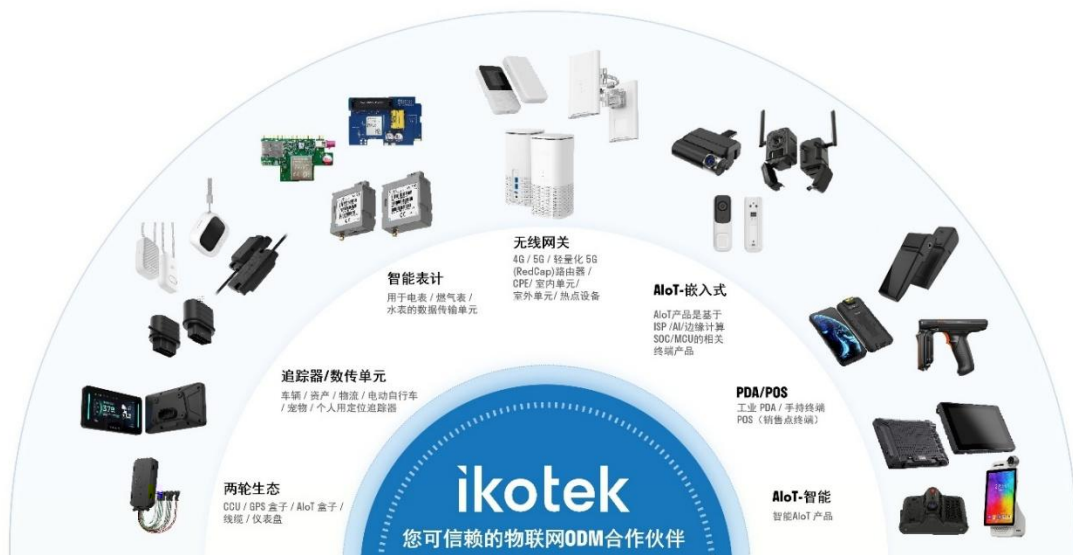 无线网关
4G / 5G / 轻量化 5G
(RedCap)路由器 /
CPE/ 室内单元/
室外单元 / 热点设备
智能表计
用于电表 / 燃气表 /
水表的数据传输单元
AIoT-嵌入式
AIoT产品是基于
ISP /AI/边缘计算
SOC/MCU的相关
终端产品
追踪器/数传单元
车辆 / 资产 / 物流 / 电动自行车
/ 宠物 / 个人用定位追踪器
PDA/POS
工业 PDA / 手持终端
POS（销售点终端）
两轮生态
CCU / GPS 盒子 / AIoT 盒子 /
线缆 / 仪表盘
AIoT-智能
智能AIoT 产品
ikotek
您可信赖的物联网ODM合作伙伴